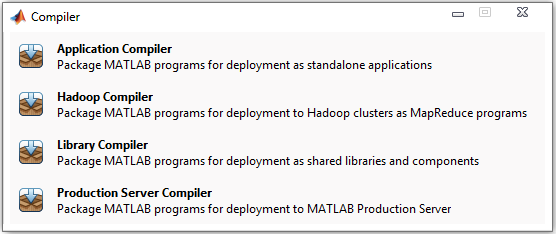 Compiler
Application Compiler
Package MATLAB programs for deployment as standalone applications
Hadoop Compiler
Package MATLAB programs for deployment to Hadoop clusters as MapReduce programs
Library Compiler
Package MATLAB programs for deployment as shared libraries and components
Production Server Compiler
Package MATLAB programs for deployment to MATLAB Production Server